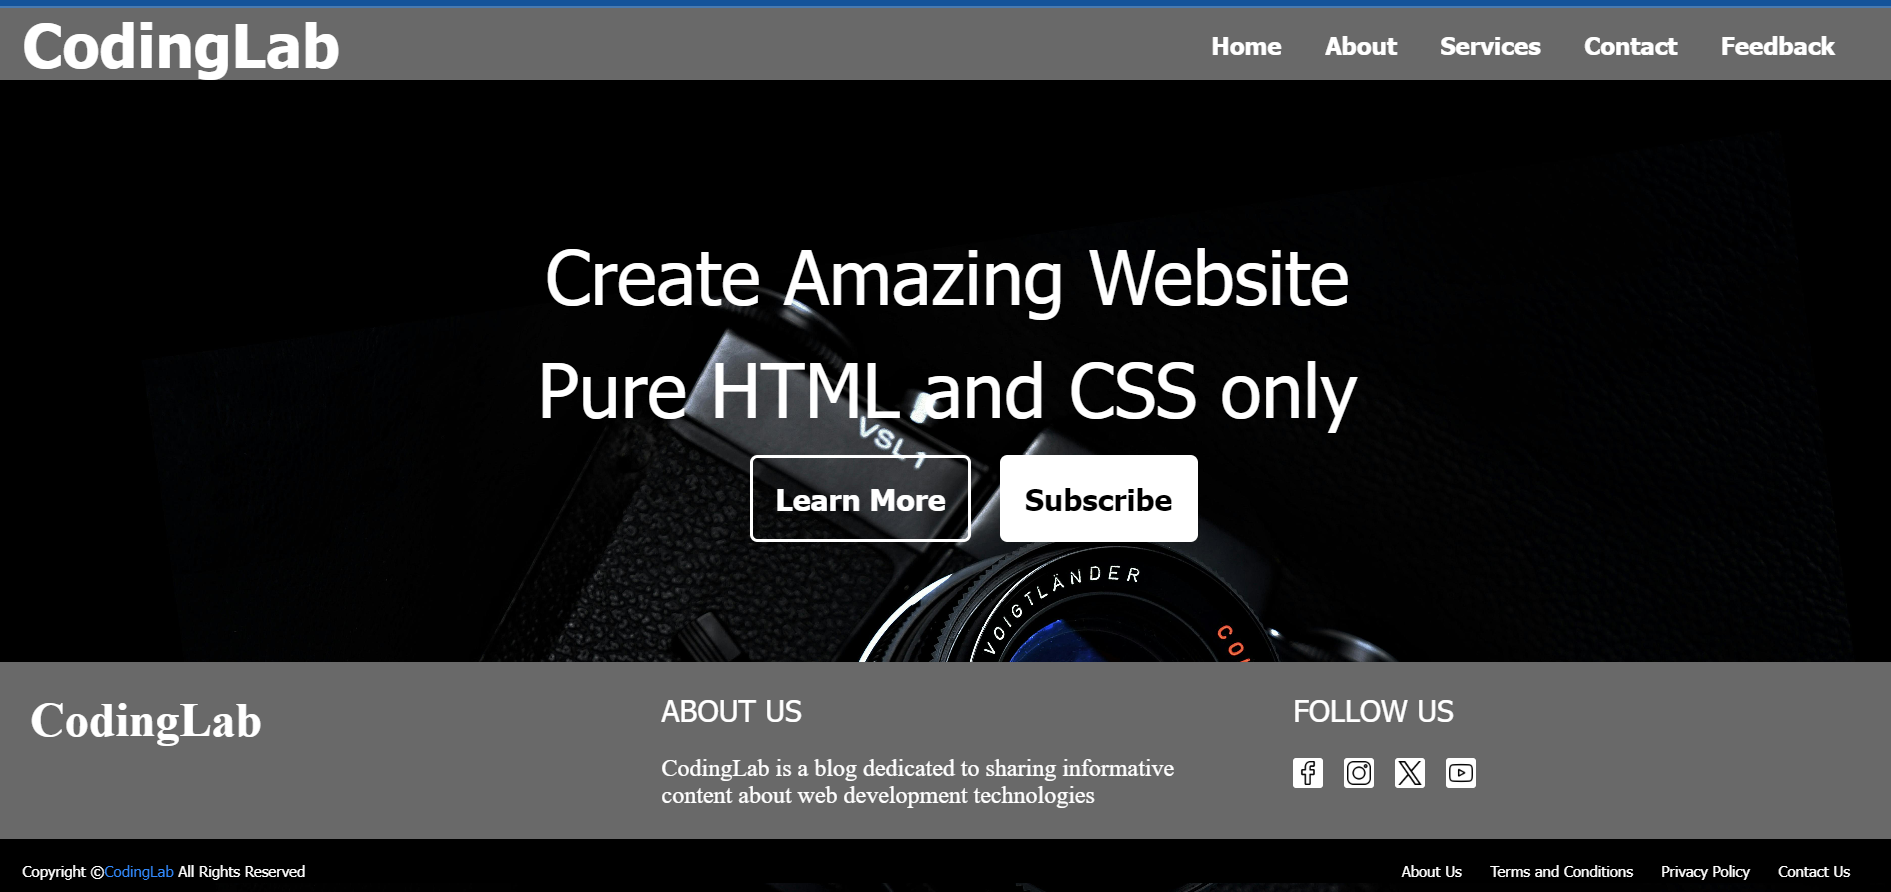 CodingLab
Home About Services Contact Feedback
Create Amazing Website
Pure HTML and CSS only
VSL 1
Learn More Subscribe
VOIGTLÄNDER
ABOUT US
FOLLOW US
CodingLab
CodingLab is a blog dedicated to sharing informative
content about web development technologies
Copyright ©CodingLab All Rights Reserved
About Us Terms and Conditions Privacy Policy Contact Us